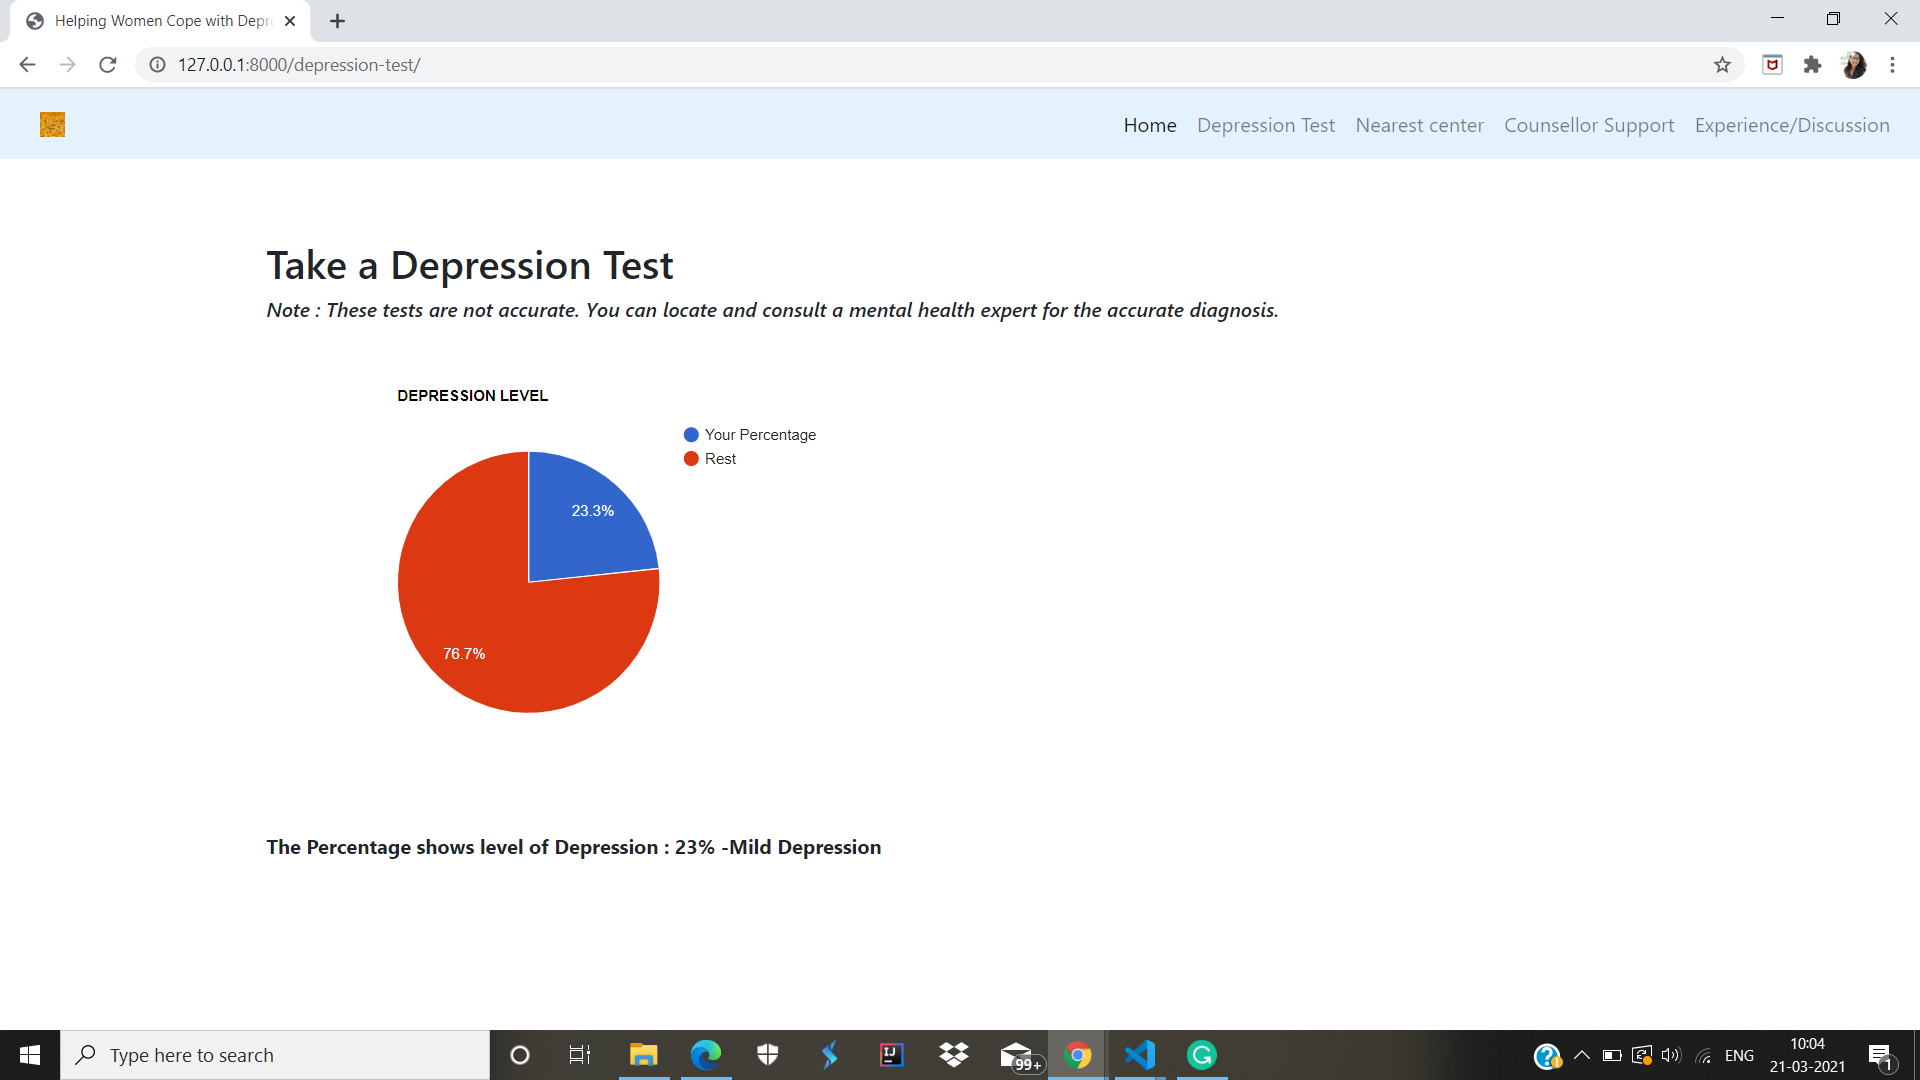 Helping Women Cope with Depre
127.0.0.1:8000/depression-test/
Home Depression Test Nearest center Counsellor Support Experience/Discussion
Take a Depression Test
Note : These tests are not accurate. You can locate and consult a mental health expert for the accurate diagnosis.
DEPRESSION LEVEL
Your Percentage
Rest
23.3%
76.7%
The Percentage shows level of Depression : 23% -Mild Depression
Type here to search
IJ
99+
ENG
10:04
21-03-2021
1